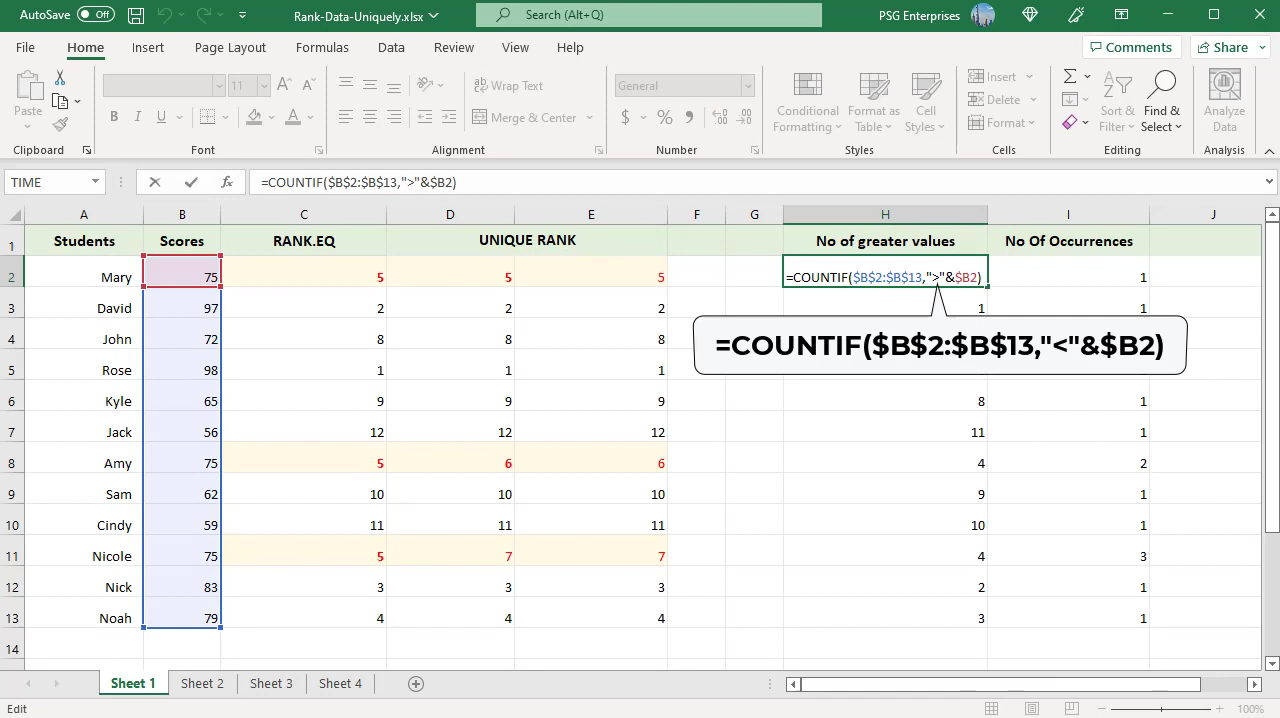 AutoSave Off Rank-Data-Uniquely.xlsx Search (Alt+Q) PSG Enterprises
File Home Insert Page Layout Formulas Data Review View Help Comments Share
Paste
Clipboard
11
B I U A
Font
Wrap Text
Merge & Center
Alignment
General
$ %
Number
Conditional Formatting
Format as Table
Cell Styles
Styles
Insert
Delete
Format
Cells
Sort & Filter
Find & Select
Editing
Analyze Data
Analysis
TIME fx =COUNTIF($B$2:$B$13,">"&$B2)
A B C D E F G H I J
1 Students Scores RANK.EQ UNIQUE RANK No of greater values No Of Occurrences
2 Mary 75 5 5 5 =COUNTIF($B$2:$B$13,">"&$B2) 1
3 David 97 2 2 2 1 1
=COUNTIF($B$2:$B$13,"<"&$B2)
4 John 72 8 8 8
5 Rose 98 1 1 1
6 Kyle 65 9 9 9 8 1
7 Jack 56 12 12 12 11 1
8 Amy 75 5 6 6 4 2
9 Sam 62 10 10 10 9 1
10 Cindy 59 11 11 11 10 1
11 Nicole 75 5 7 7 4 3
12 Nick 83 3 3 3 2 1
13 Noah 79 4 4 4 3 1
14
Sheet 1 Sheet 2 Sheet 3 Sheet 4
Edit 100%